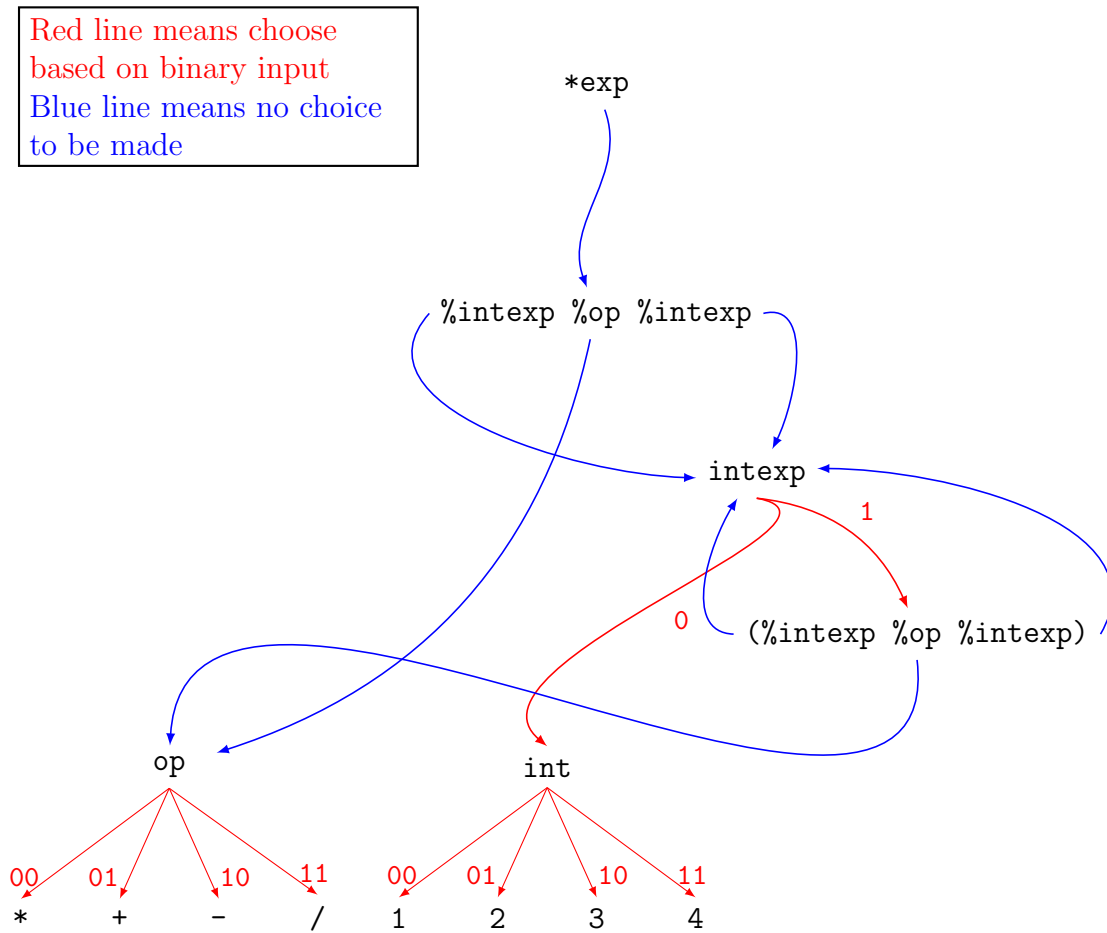 Red line means choose
based on binary input
Blue line means no choice
to be made
*exp
%intexp %op %intexp
intexp
1
0
(%intexp %op %intexp)
op
int
00 01 10 11 00 01 10 11
* + - / 1 2 3 4